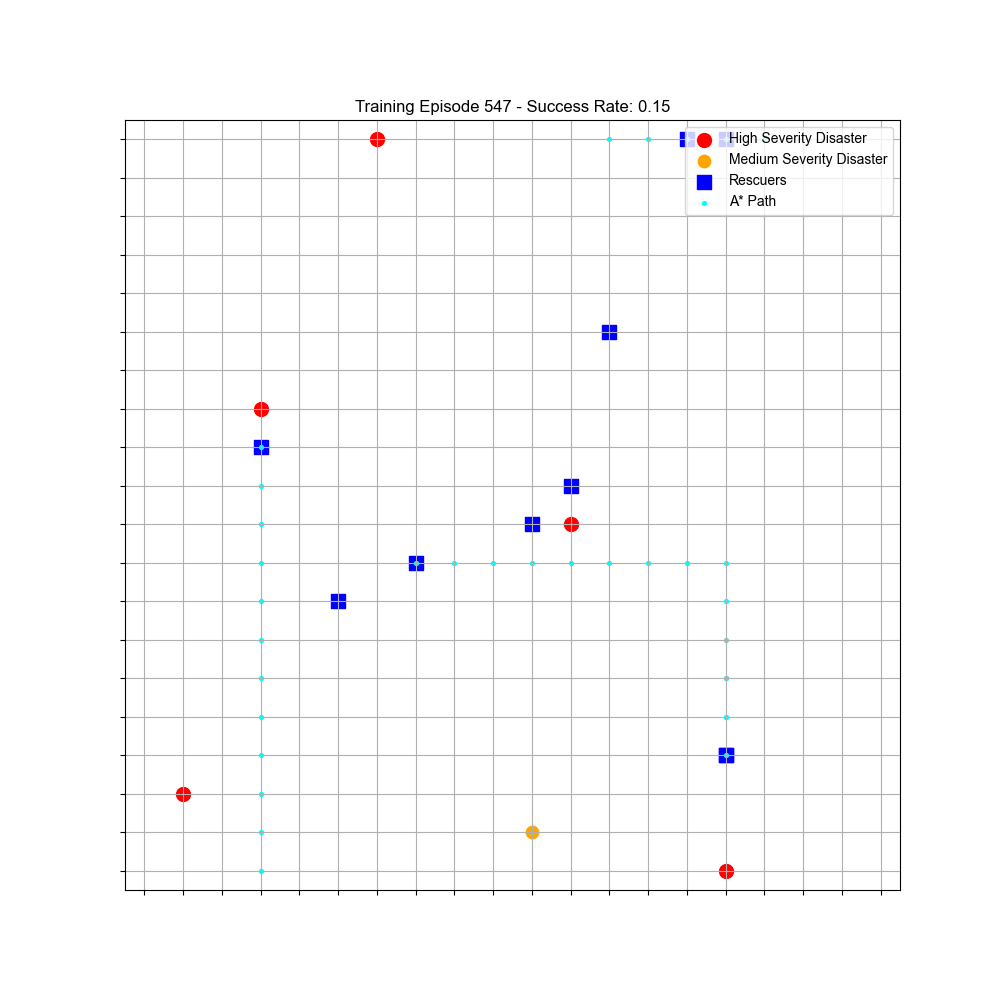 Training Episode 547 - Success Rate: 0.15
High Severity Disaster
Medium Severity Disaster
Rescuers
A* Path